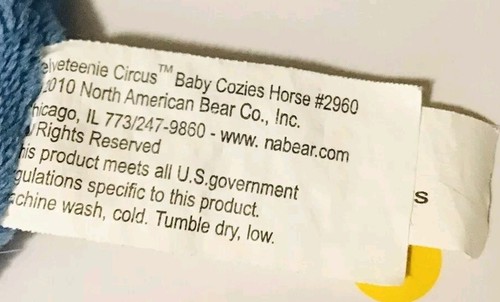 elveteenie Circus™ Baby Cozies Horse #2960
2010 North American Bear Co., Inc.
hicago, IL 773/247-9860 - www. nabear.com
Rights Reserved
his product meets all U.S.government
gulations specific to this product.
chine wash, cold. Tumble dry, low.
s